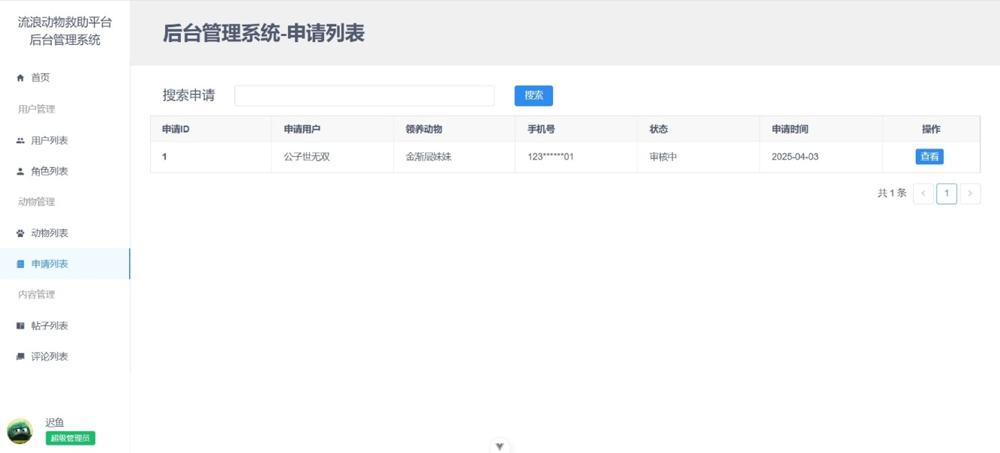 流浪动物救助平台
后台管理系统
首页
用户管理
用户列表
角色列表
动物管理
动物列表
申请列表
内容管理
帖子列表
评论列表
迟鱼
超级管理员
后台管理系统-申请列表
搜索申请 搜索
申请ID 申请用户 领养动物 手机号 状态 申请时间 操作
1 公子世无双 金渐层妹妹 123******01 审核中 2025-04-03 查看
共 1 条 < 1 >